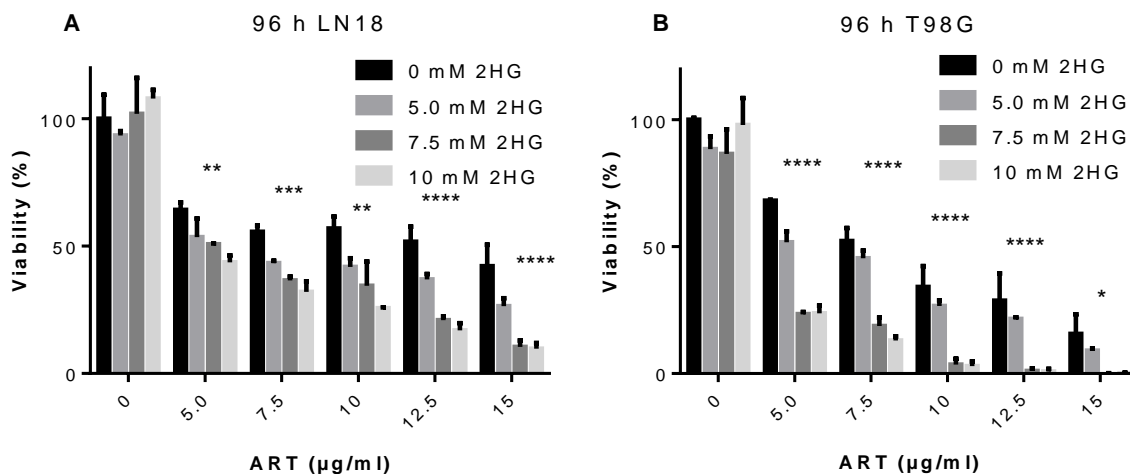 A
96 h LN18
0 mM 2HG
5.0 mM 2HG
7.5 mM 2HG
10 mM 2HG
Viability (%)
100
50
0
**
***
**
****
****
0
5.0
7.5
10
12.5
15
ART (µg/ml)
B
96 h T98G
0 mM 2HG
5.0 mM 2HG
7.5 mM 2HG
10 mM 2HG
Viability (%)
100
50
0
****
****
****
****
*
0
5.0
7.5
10
12.5
15
ART (µg/ml)